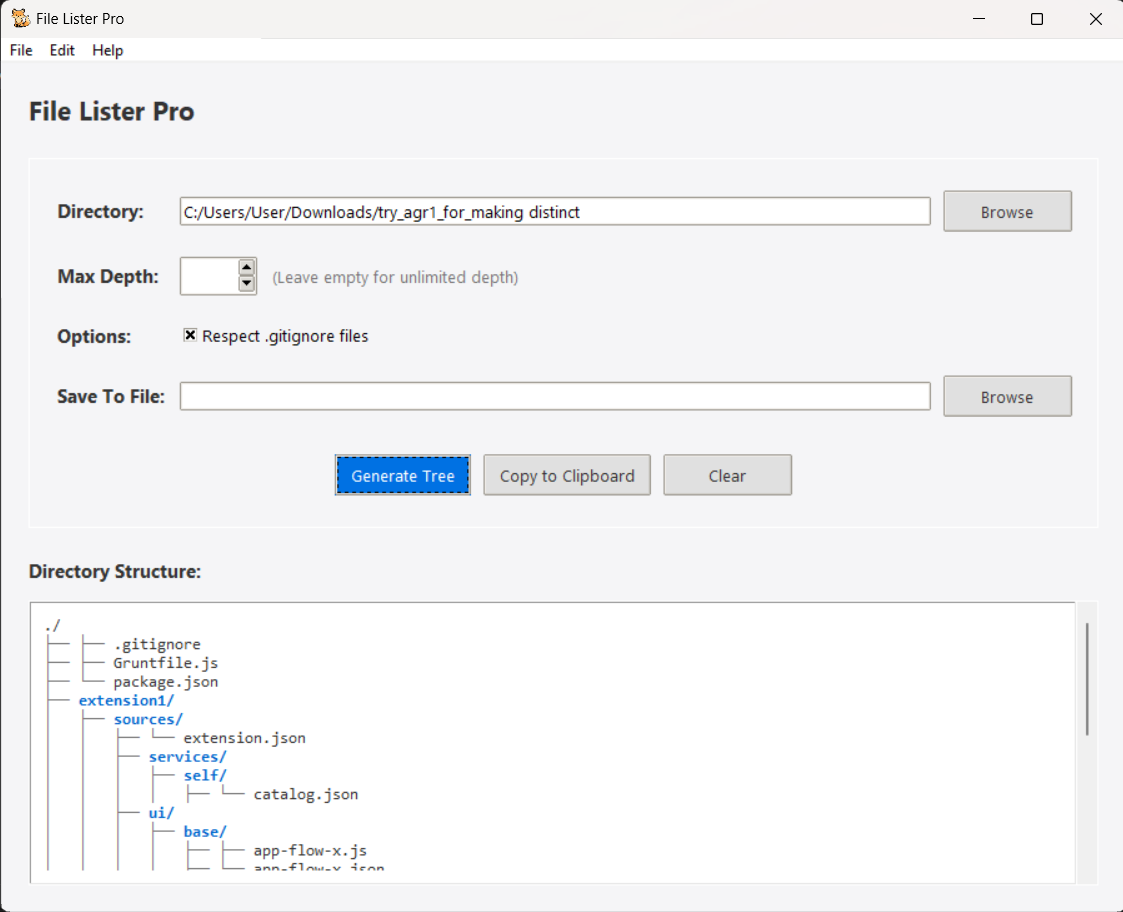 File Lister Pro
File Edit Help
File Lister Pro
Directory: C:/Users/User/Downloads/try_agr1_for_making distinct Browse
Max Depth: (Leave empty for unlimited depth)
Options: Respect .gitignore files
Save To File: Browse
Generate Tree Copy to Clipboard Clear
Directory Structure:
./
├── ├── .gitignore
├── ├── Gruntfile.js
├── └── package.json
├── extension1/
│   ├── sources/
│   │   ├── └── extension.json
│   │   ├── services/
│   │   │   ├── self/
│   │   │   │   ├── └── catalog.json
│   │   ├── ui/
│   │   │   ├── base/
│   │   │   │   ├── ├── app-flow-x.js
│   │   │   │   ├── └── app-flow-x.json